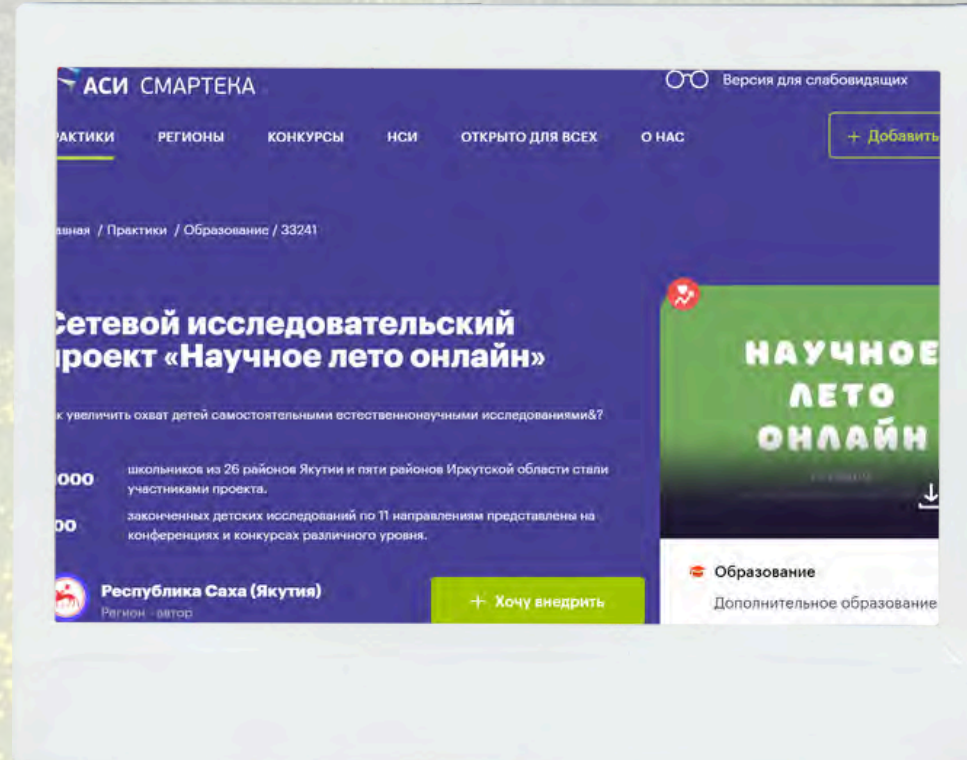 АСИ СМАРТЕКА
Версия для слабовидящих
РАКТИКИ РЕГИОНЫ КОНКУРСЫ НСИ ОТКРЫТО ДЛЯ ВСЕХ О НАС + Добавить
авная / Практики / Образование / 33241
Сетевой исследовательский
проект «Научное лето онлайн»
к увеличить охват детей самостоятельными естественнонаучными исследованиями&?
000 школьников из 26 районов Якутии и пяти районов Иркутской области стали
участниками проекта.
00 законченных детских исследований по 11 направлениям представлены на
конференциях и конкурсах различного уровня.
Республика Саха (Якутия)
Регион - автор
+ Хочу внедрить
НАУЧНОЕ
ЛЕТО
ОНЛАЙН
Образование
Дополнительное образование